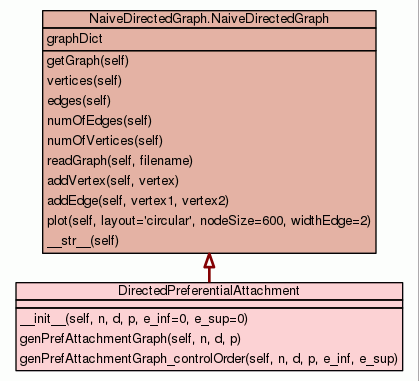 NaiveDirectedGraph.NaiveDirectedGraph
graphDict
getGraph(self)
vertices(self)
edges(self)
numOfEdges(self)
numOfVertices(self)
readGraph(self, filename)
addVertex(self, vertex)
addEdge(self, vertex1, vertex2)
plot(self, layout='circular', nodeSize=600, widthEdge=2)
__str__(self)
DirectedPreferentialAttachment
__init__(self, n, d, p, e_inf=0, e_sup=0)
genPrefAttachmentGraph(self, n, d, p)
genPrefAttachmentGraph_controlOrder(self, n, d, p, e_inf, e_sup)